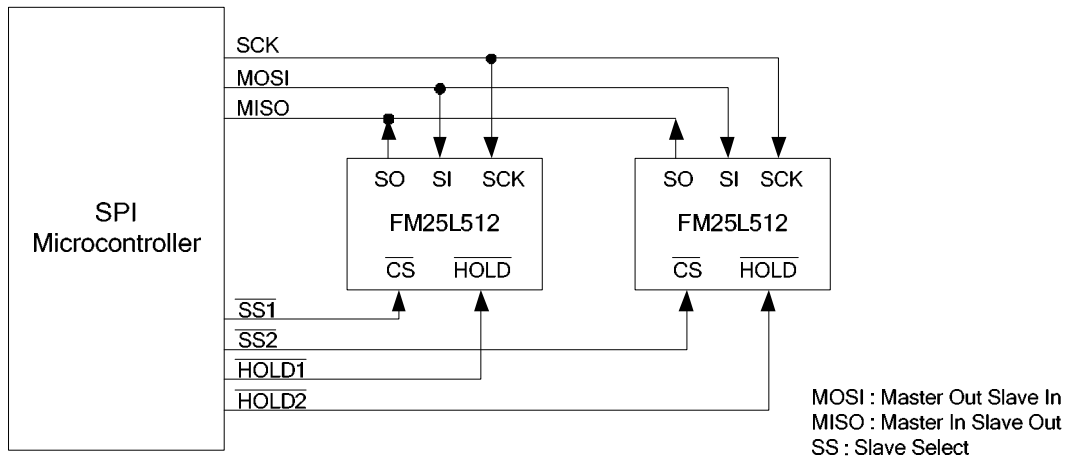 SCK
MOSI
MISO
SO SI SCK
FM25L512
CS HOLD
SO SI SCK
FM25L512
CS HOLD
SPI
Microcontroller
SS1
SS2
HOLD1
HOLD2
MOSI : Master Out Slave In
MISO : Master In Slave Out
SS : Slave Select